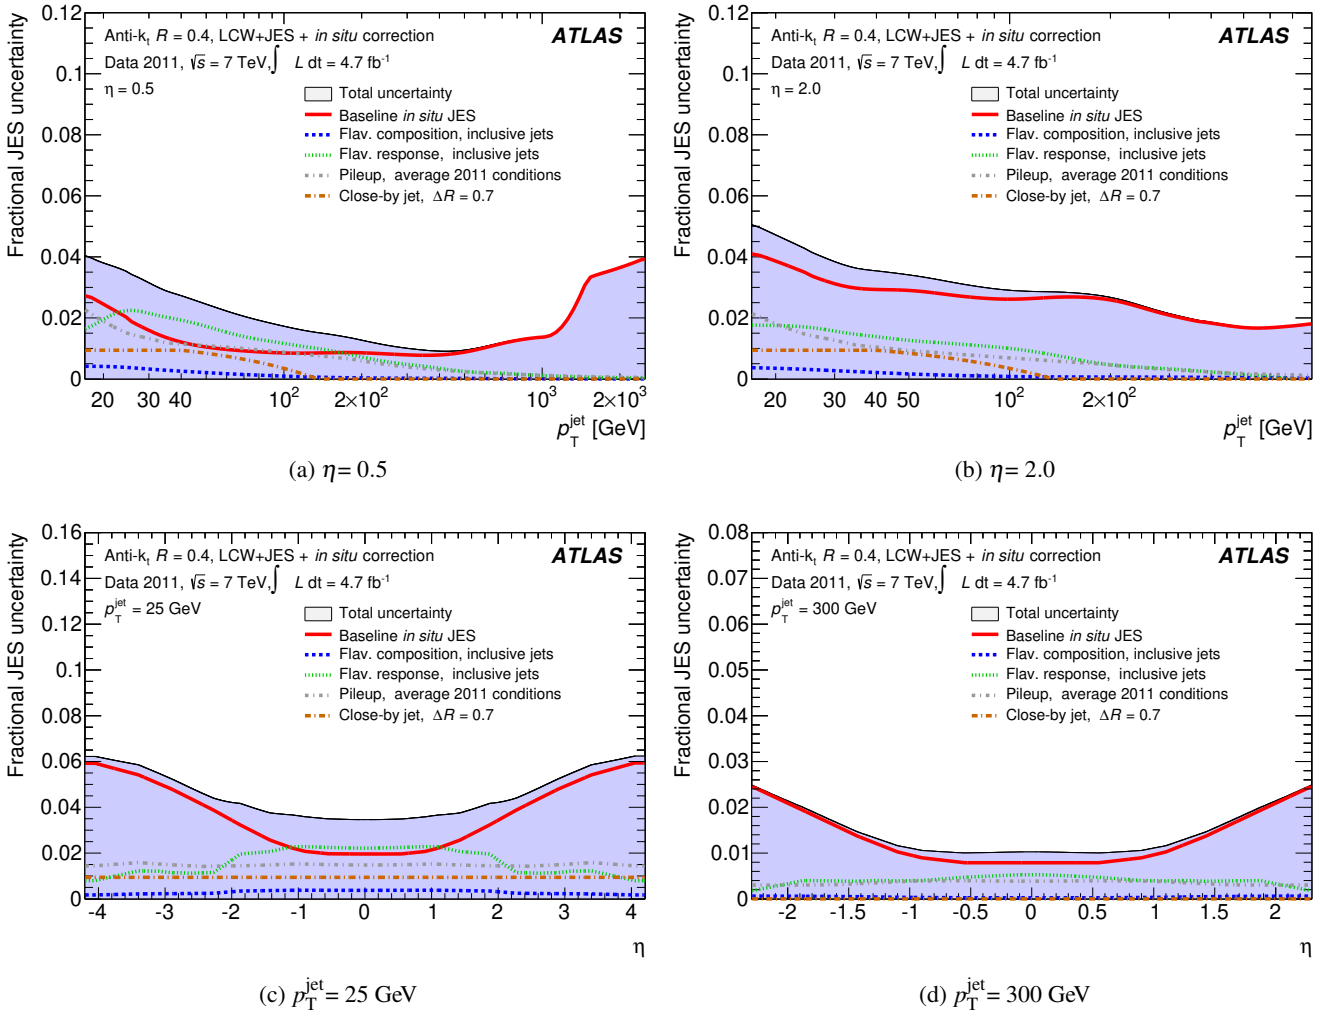 Fractional JES uncertainty
0.12
0.1
0.08
0.06
0.04
0.02
0
Anti-kt R = 0.4, LCW+JES + in situ correction
ATLAS
Data 2011, √s = 7 TeV, ∫ L dt = 4.7 fb⁻¹
η = 0.5
Total uncertainty
Baseline in situ JES
Flav. composition, inclusive jets
Flav. response, inclusive jets
Pileup, average 2011 conditions
Close-by jet, ΔR = 0.7
20 30 40 10² 2×10² 10³ 2×10³
p_T^jet [GeV]
(a) η= 0.5
Fractional JES uncertainty
0.12
0.1
0.08
0.06
0.04
0.02
0
Anti-kt R = 0.4, LCW+JES + in situ correction
ATLAS
Data 2011, √s = 7 TeV, ∫ L dt = 4.7 fb⁻¹
η = 2.0
Total uncertainty
Baseline in situ JES
Flav. composition, inclusive jets
Flav. response, inclusive jets
Pileup, average 2011 conditions
Close-by jet, ΔR = 0.7
20 30 40 50 10² 2×10²
p_T^jet [GeV]
(b) η= 2.0
Fractional JES uncertainty
0.16
0.14
0.12
0.1
0.08
0.06
0.04
0.02
0
Anti-kt R = 0.4, LCW+JES + in situ correction
ATLAS
Data 2011, √s = 7 TeV, ∫ L dt = 4.7 fb⁻¹
p_T^jet = 25 GeV
Total uncertainty
Baseline in situ JES
Flav. composition, inclusive jets
Flav. response, inclusive jets
Pileup, average 2011 conditions
Close-by jet, ΔR = 0.7
-4 -3 -2 -1 0 1 2 3 4
η
(c) p_T^jet = 25 GeV
Fractional JES uncertainty
0.08
0.07
0.06
0.05
0.04
0.03
0.02
0.01
0
Anti-kt R = 0.4, LCW+JES + in situ correction
ATLAS
Data 2011, √s = 7 TeV, ∫ L dt = 4.7 fb⁻¹
p_T^jet = 300 GeV
Total uncertainty
Baseline in situ JES
Flav. composition, inclusive jets
Flav. response, inclusive jets
Pileup, average 2011 conditions
Close-by jet, ΔR = 0.7
-2 -1.5 -1 -0.5 0 0.5 1 1.5 2
η
(d) p_T^jet = 300 GeV